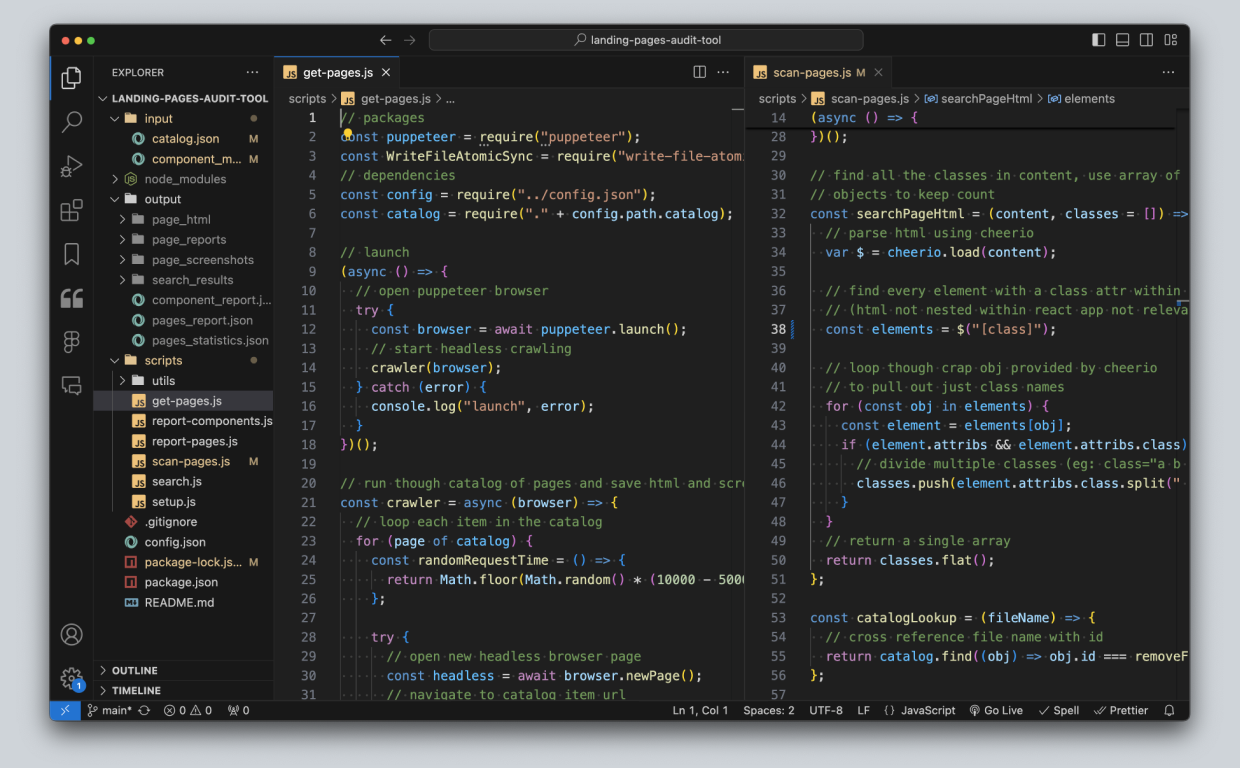 landing-pages-audit-tool
EXPLORER
LANDING-PAGES-AUDIT-TOOL
input
catalog.json M
component_m... M
node_modules
output
page_html
page_reports
page_screenshots
search_results
component_report.j...
pages_report.json
pages_statistics.json
scripts
utils
JS get-pages.js
JS report-components.js
JS report-pages.js
JS scan-pages.js M
JS search.js
JS setup.js
.gitignore
config.json
package-lock.js... M
package.json
README.md
OUTLINE
TIMELINE
1
JS get-pages.js
scripts > JS get-pages.js > ...
1 // packages
2 const puppeteer = require("puppeteer");
3 const WriteFileAtomicSync = require("write-file-atom
4 // dependencies
5 const config = require("../config.json");
6 const catalog = require("." + config.path.catalog);
7
8 // launch
9 (async () => {
10 // open puppeteer browser
11 try {
12 const browser = await puppeteer.launch();
13 // start headless crawling
14 crawler(browser);
15 } catch (error) {
16 console.log("launch", error);
17 }
18 })();
19
20 // run though catalog of pages and save html and scre
21 const crawler = async (browser) => {
22 // loop each item in the catalog
23 for (page of catalog) {
24 const randomRequestTime = () => {
25 return Math.floor(Math.random() * (10000 - 5000
26 };
27
28 try {
29 // open new headless browser page
30 const headless = await browser.newPage();
31 // navigate to catalog item url
JS scan-pages.js M
scripts > JS scan-pages.js > searchPageHtml > elements
14 (async () => {
28 })();
29
30 // find all the classes in content, use array of
31 // objects to keep count
32 const searchPageHtml = (content, classes = []) =>
33 // parse html using cheerio
34 var $ = cheerio.load(content);
35
36 // find every element with a class attr within
37 // (html not nested within react app not releva
38 const elements = $("[class]");
39
40 // loop though crap obj provided by cheerio
41 // to pull out just class names
42 for (const obj in elements) {
43 const element = elements[obj];
44 if (element.attribs && element.attribs.class)
45 // divide multiple classes (eg: class="a b
46 classes.push(element.attribs.class.split("
47 }
48 }
49 // return a single array
50 return classes.flat();
51 };
52
53 const catalogLookup = (fileName) => {
54 // cross reference file name with id
55 return catalog.find((obj) => obj.id === removeF
56 };
57
main* 0 0 0
Ln 1, Col 1 Spaces: 2 UTF-8 LF {} JavaScript Go Live Spell Prettier